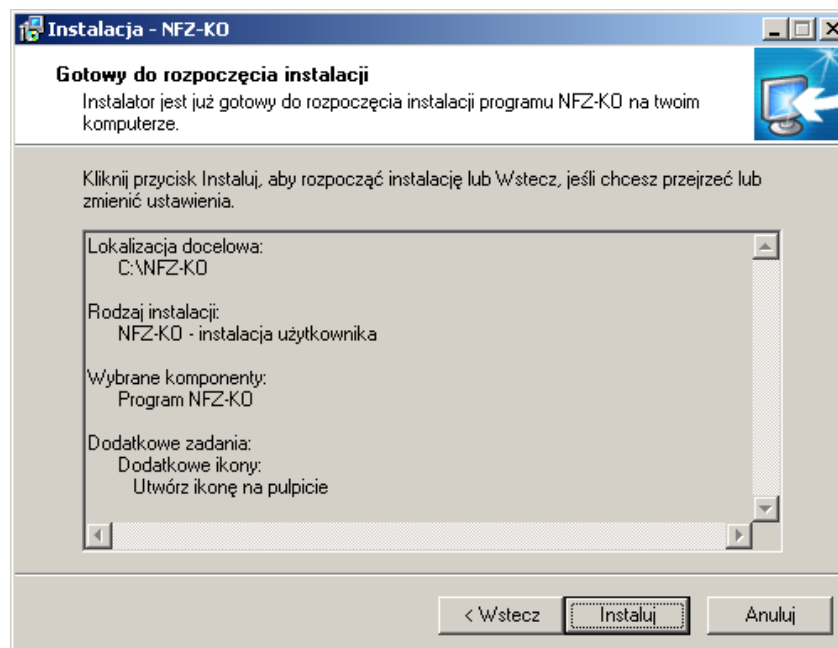 Instalacja - NFZ-KO
Gotowy do rozpoczęcia instalacji
Instalator jest już gotowy do rozpoczęcia instalacji programu NFZ-KO na twoim
komputerze.
Kliknij przycisk Instaluj, aby rozpocząć instalację lub Wstecz, jeśli chcesz przejrzeć lub
zmienić ustawienia.
Lokalizacja docelowa:
C:\NFZ-KO
Rodzaj instalacji:
NFZ-KO - instalacja użytkownika
Wybrane komponenty:
Program NFZ-KO
Dodatkowe zadania:
Dodatkowe ikony:
Utwórz ikonę na pulpicie
< Wstecz Instaluj Anuluj